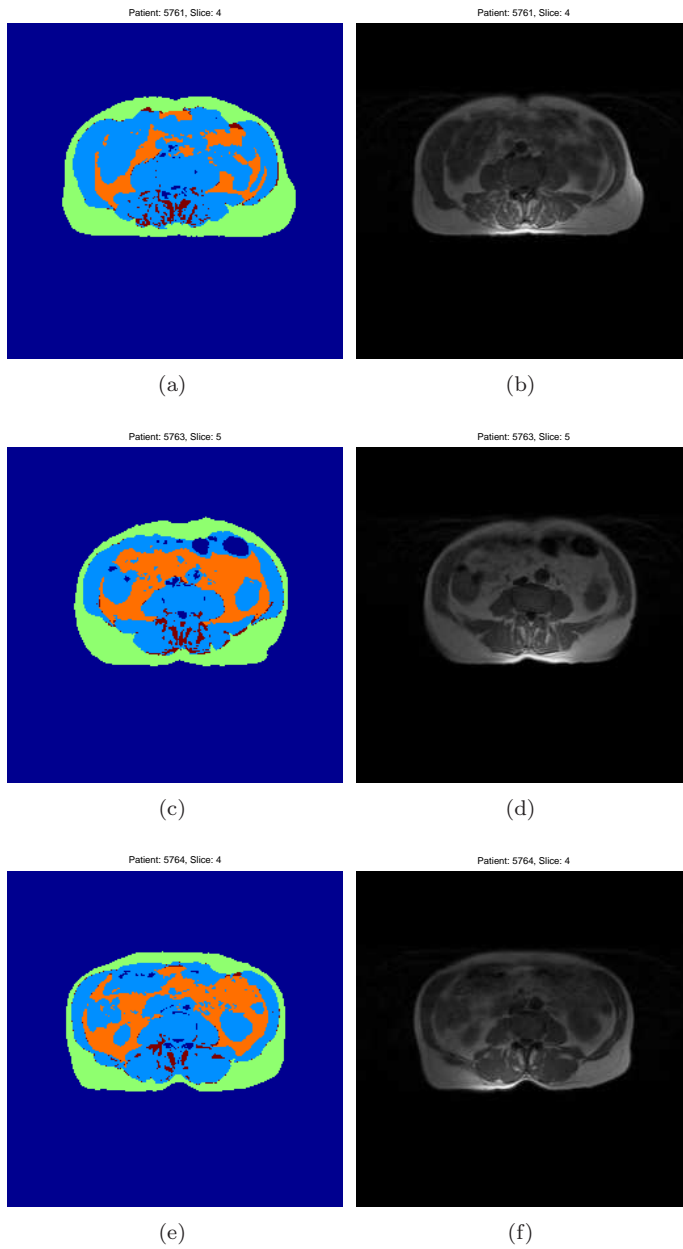 Patient: 5761, Slice: 4
Patient: 5761, Slice: 4
(a)
(b)
Patient: 5763, Slice: 5
Patient: 5763, Slice: 5
(c)
(d)
Patient: 5764, Slice: 4
Patient: 5764, Slice: 4
(e)
(f)